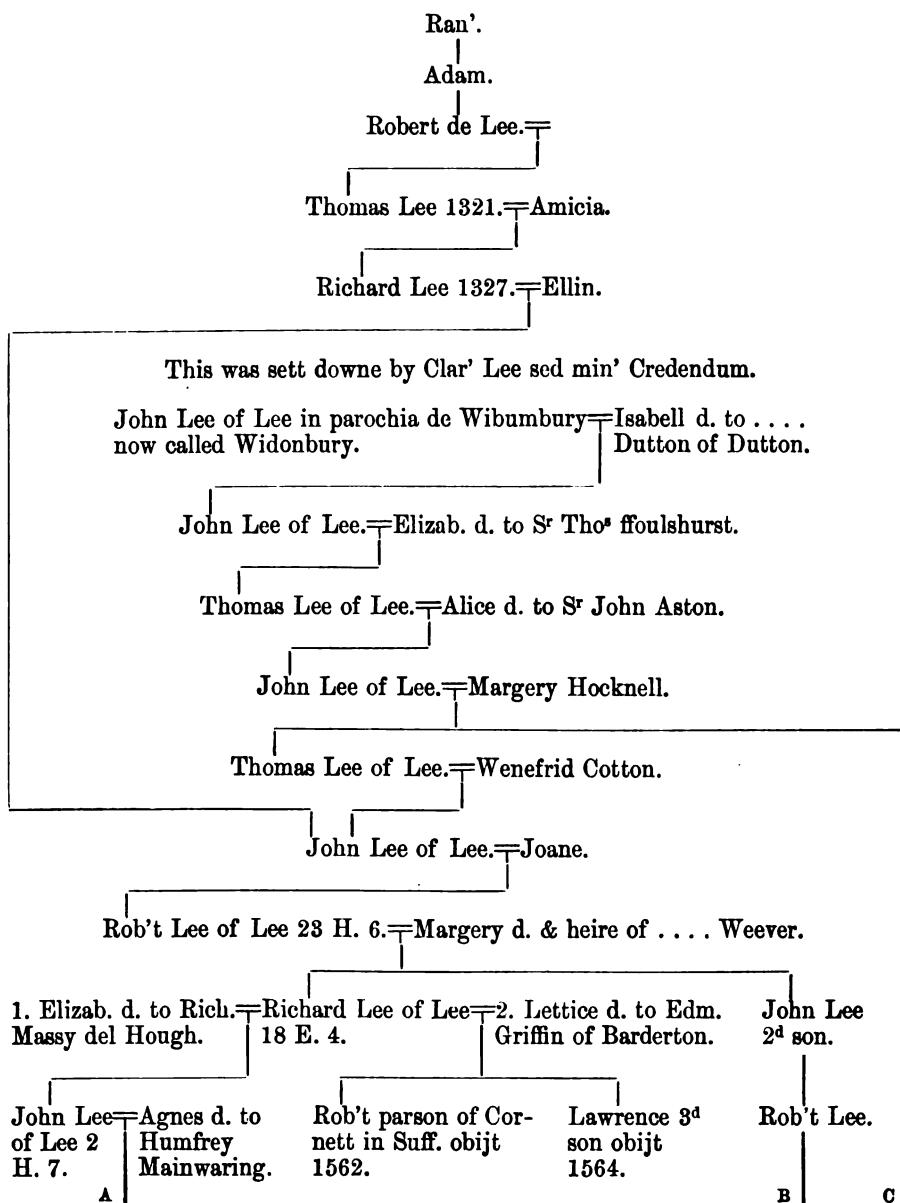 Ran'.
Adam.
Robert de Lee.
Thomas Lee 1321. Amicia.
Richard Lee 1327. Ellin.
This was sett downe by Clar' Lee sed min' Credendum.
John Lee of Lee in parochia de Wibumbury Isabell d. to ....
now called Widonbury. Dutton of Dutton.
John Lee of Lee. Elizab. d. to Sʳ Thoˢ ffoulshurst.
Thomas Lee of Lee. Alice d. to Sʳ John Aston.
John Lee of Lee. Margery Hocknell.
Thomas Lee of Lee. Wenefrid Cotton.
John Lee of Lee. Joane.
Rob't Lee of Lee 23 H. 6. Margery d. & heire of .... Weever.
1. Elizab. d. to Rich. Richard Lee of Lee 2. Lettice d. to Edm. John Lee
Massy del Hough. 18 E. 4. Griffin of Barderton. 2ᵈ son.
John Lee Agnes d. to Rob't parson of Cor- Lawrence 3ᵈ Rob't Lee.
of Lee 2 Humfrey nett in Suff. obijt son obijt
H. 7. Mainwaring. 1562. 1564.
A B C